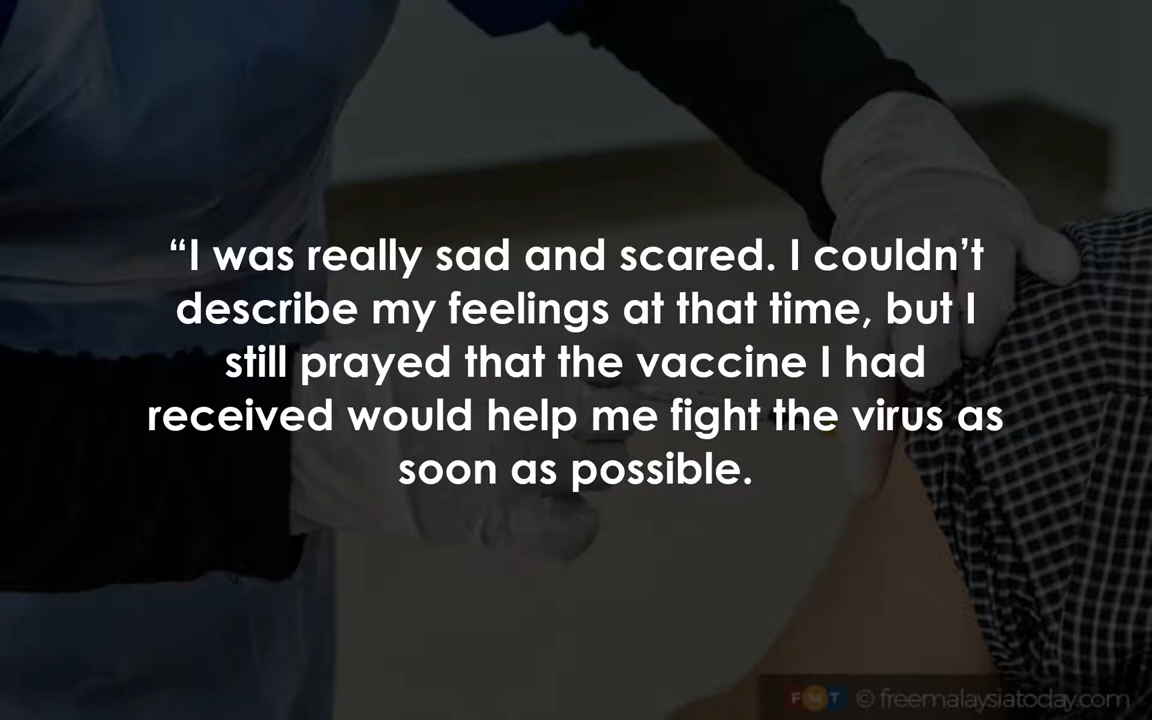 “I was really sad and scared. I couldn’t
describe my feelings at that time, but I
still prayed that the vaccine I had
received would help me fight the virus as
soon as possible.
FMT © freemalaysiatoday.com